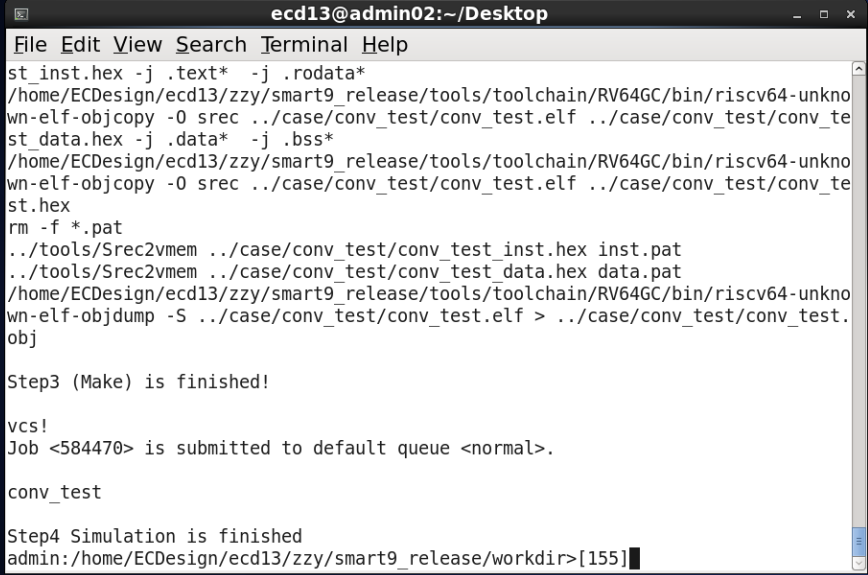 ecd13@admin02:~/Desktop
File Edit View Search Terminal Help
st_inst.hex -j .text*  -j .rodata*
/home/ECDesign/ecd13/zzy/smart9_release/tools/toolchain/RV64GC/bin/riscv64-unkno
wn-elf-objcopy -O srec ../case/conv_test/conv_test.elf ../case/conv_test/conv_te
st_data.hex -j .data*  -j .bss*
/home/ECDesign/ecd13/zzy/smart9_release/tools/toolchain/RV64GC/bin/riscv64-unkno
wn-elf-objcopy -O srec ../case/conv_test/conv_test.elf ../case/conv_test/conv_te
st.hex
rm -f *.pat
../tools/Srec2vmem ../case/conv_test/conv_test_inst.hex inst.pat
../tools/Srec2vmem ../case/conv_test/conv_test_data.hex data.pat
/home/ECDesign/ecd13/zzy/smart9_release/tools/toolchain/RV64GC/bin/riscv64-unkno
wn-elf-objdump -S ../case/conv_test/conv_test.elf > ../case/conv_test/conv_test.
obj
Step3 (Make) is finished!
vcs!
Job <584470> is submitted to default queue <normal>.
conv_test
Step4 Simulation is finished
admin:/home/ECDesign/ecd13/zzy/smart9_release/workdir>[155]